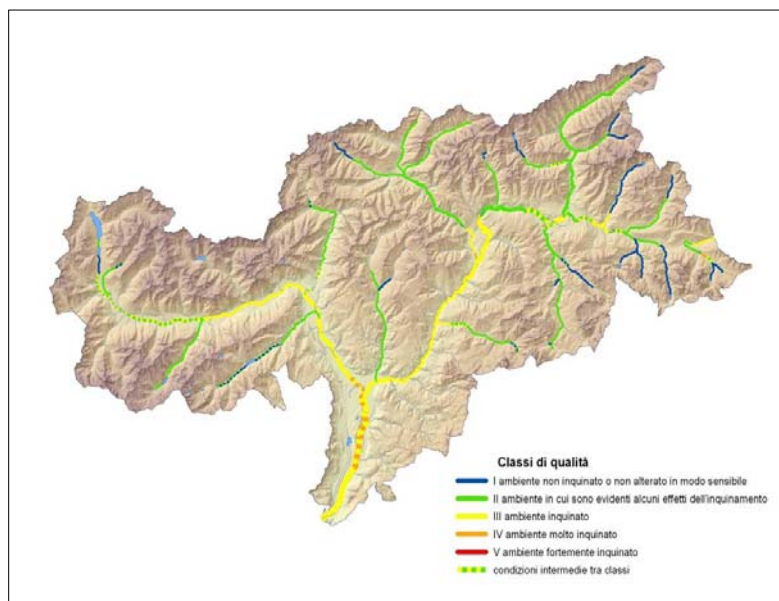 Classi di qualità
I ambiente non inquinato o non alterato in modo sensibile
II ambiente in cui sono evidenti alcuni effetti dell'inquinamento
III ambiente inquinato
IV ambiente molto inquinato
V ambiente fortemente inquinato
condizioni intermedie tra classi